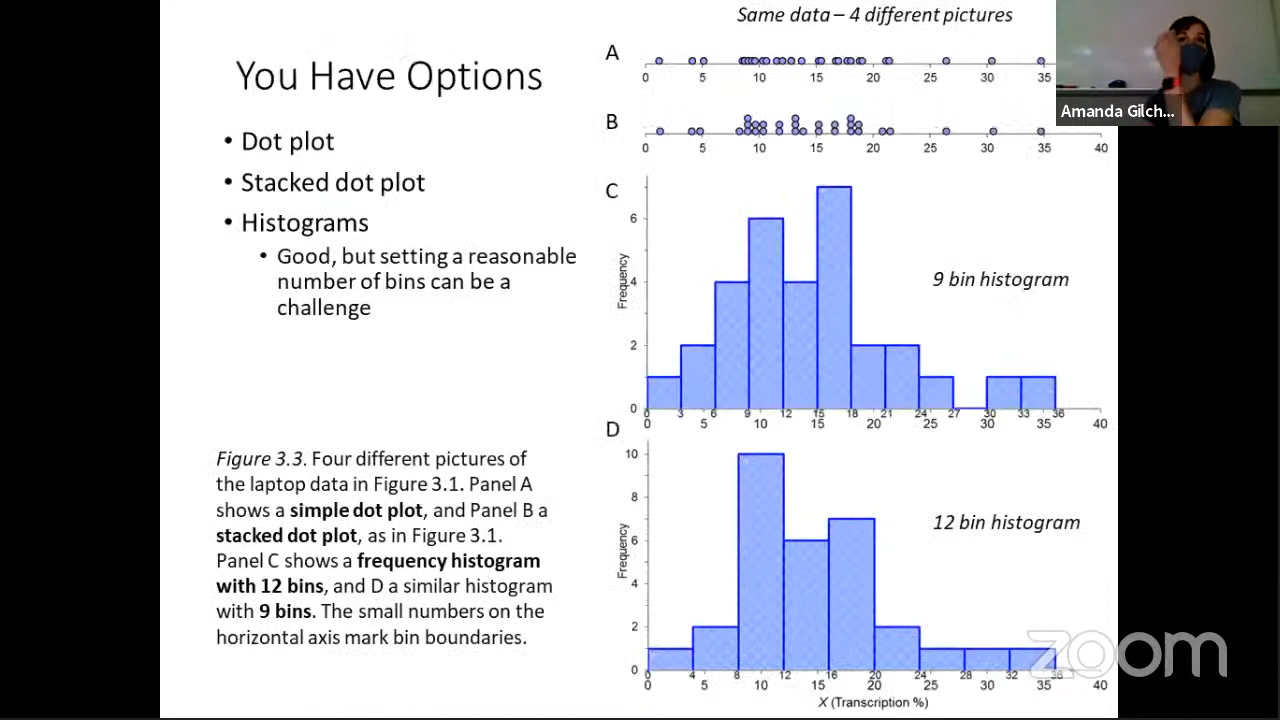 Same data – 4 different pictures
You Have Options
• Dot plot
• Stacked dot plot
• Histograms
• Good, but setting a reasonable
number of bins can be a
challenge
Figure 3.3. Four different pictures of
the laptop data in Figure 3.1. Panel A
shows a simple dot plot, and Panel B a
stacked dot plot, as in Figure 3.1.
Panel C shows a frequency histogram
with 12 bins, and D a similar histogram
with 9 bins. The small numbers on the
horizontal axis mark bin boundaries.
A
0 5 10 15 20 25 30 35
B
0 5 10 15 20 25 30 35 40
C
Frequency
6
4
2
0
9 bin histogram
0 3 6 9 12 15 18 21 24 27 30 33 36
0 5 10 15 20 25 30 35 40
D
Frequency
10
8
6
4
2
0
12 bin histogram
0 4 8 12 16 20 24 28 32 36
0 5 10 15 20 25 30 35 40
X (Transcription %)
Amanda Gilch...
zoom